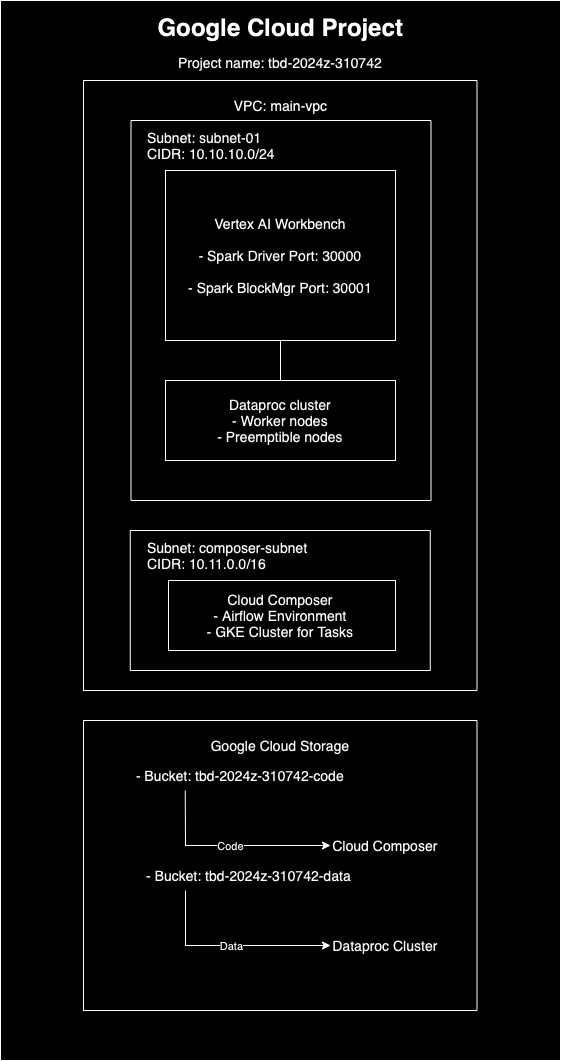 Google Cloud Project
Project name: tbd-2024z-310742
VPC: main-vpc
Subnet: subnet-01
CIDR: 10.10.10.0/24
Vertex AI Workbench
- Spark Driver Port: 30000
- Spark BlockMgr Port: 30001
Dataproc cluster
- Worker nodes
- Preemptible nodes
Subnet: composer-subnet
CIDR: 10.11.0.0/16
Cloud Composer
- Airflow Environment
- GKE Cluster for Tasks
Google Cloud Storage
- Bucket: tbd-2024z-310742-code
Code
Cloud Composer
- Bucket: tbd-2024z-310742-data
Data
Dataproc Cluster